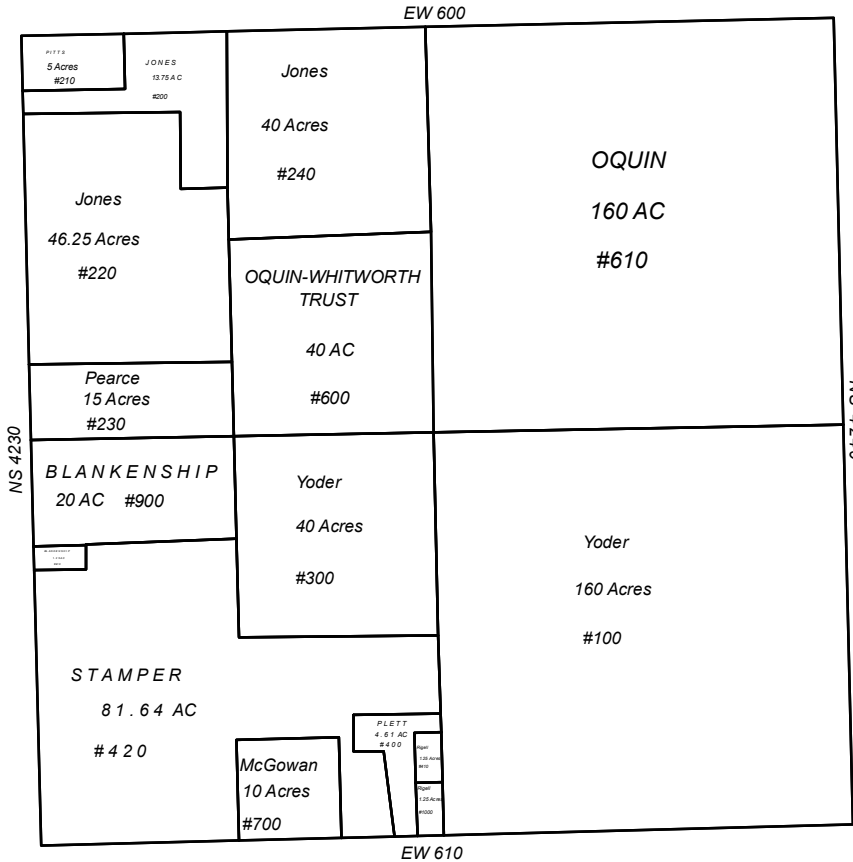 EW 600
PITTS
5 Acres
#210
JONES
13.75 AC
#200
Jones
40 Acres
#240
OQUIN
160 AC
#610
Jones
46.25 Acres
#220
OQUIN-WHITWORTH
TRUST
40 AC
#600
Pearce
15 Acres
#230
NS 4230
BLANKENSHIP
20 AC #900
Yoder
40 Acres
#300
Yoder
160 Acres
#100
STAMPER
81.64 AC
#420
PLETT
4.61 AC
#400
McGowan
10 Acres
#700
Rigell
1.25 Acres
#410
Rigell
1.25 Acres
#1000
EW 610